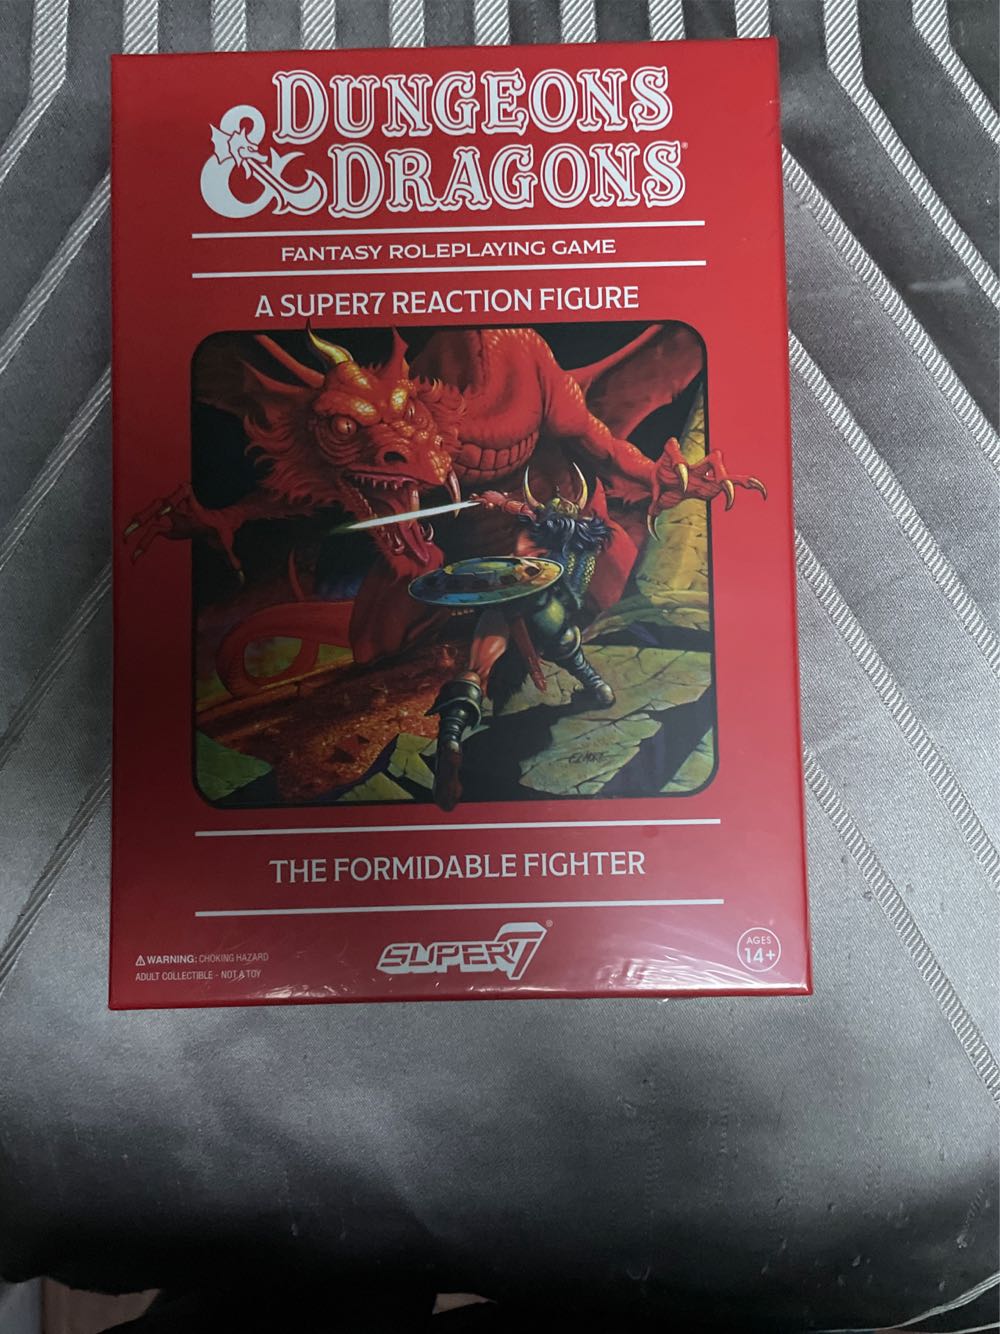 DUNGEONS
& DRAGONS®
FANTASY ROLEPLAYING GAME
A SUPER7 REACTION FIGURE
ELMORE
THE FORMIDABLE FIGHTER
SUPER7®
⚠ WARNING: CHOKING HAZARD
ADULT COLLECTIBLE - NOT A TOY
AGES
14+